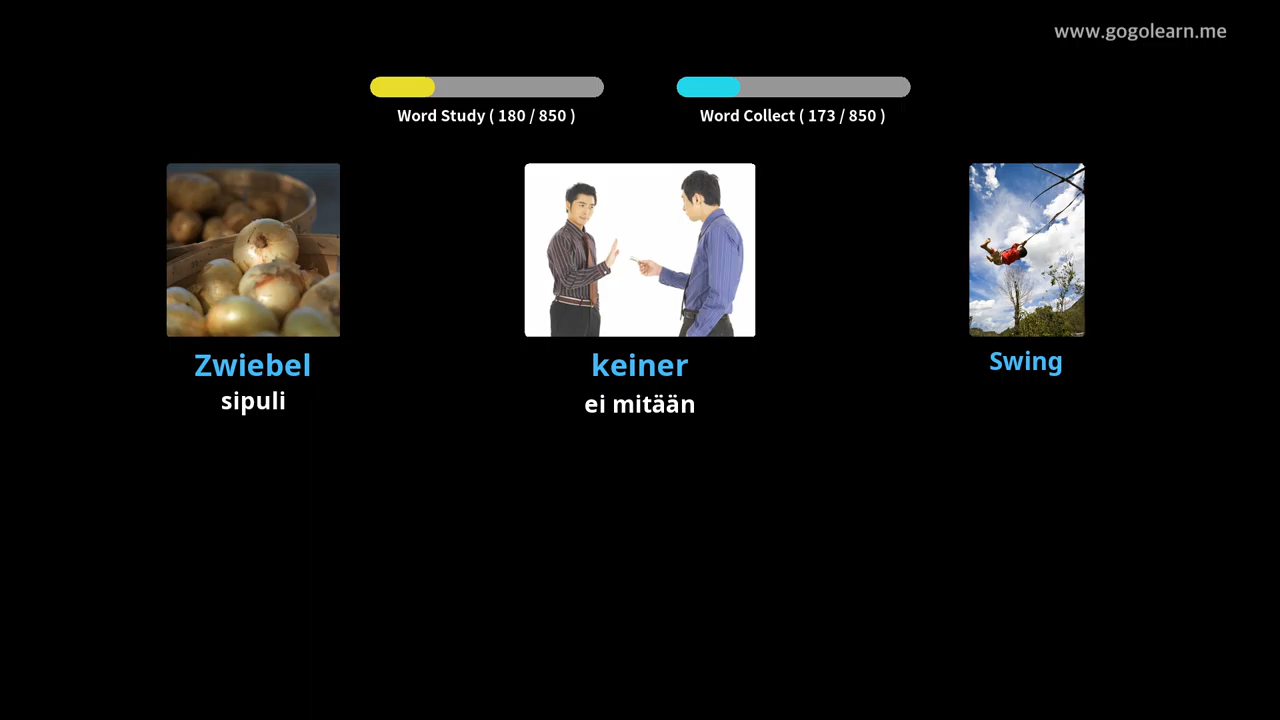 www.gogolearn.me
Word Study ( 180 / 850 )
Word Collect ( 173 / 850 )
Zwiebel
sipuli
keiner
ei mitään
Swing